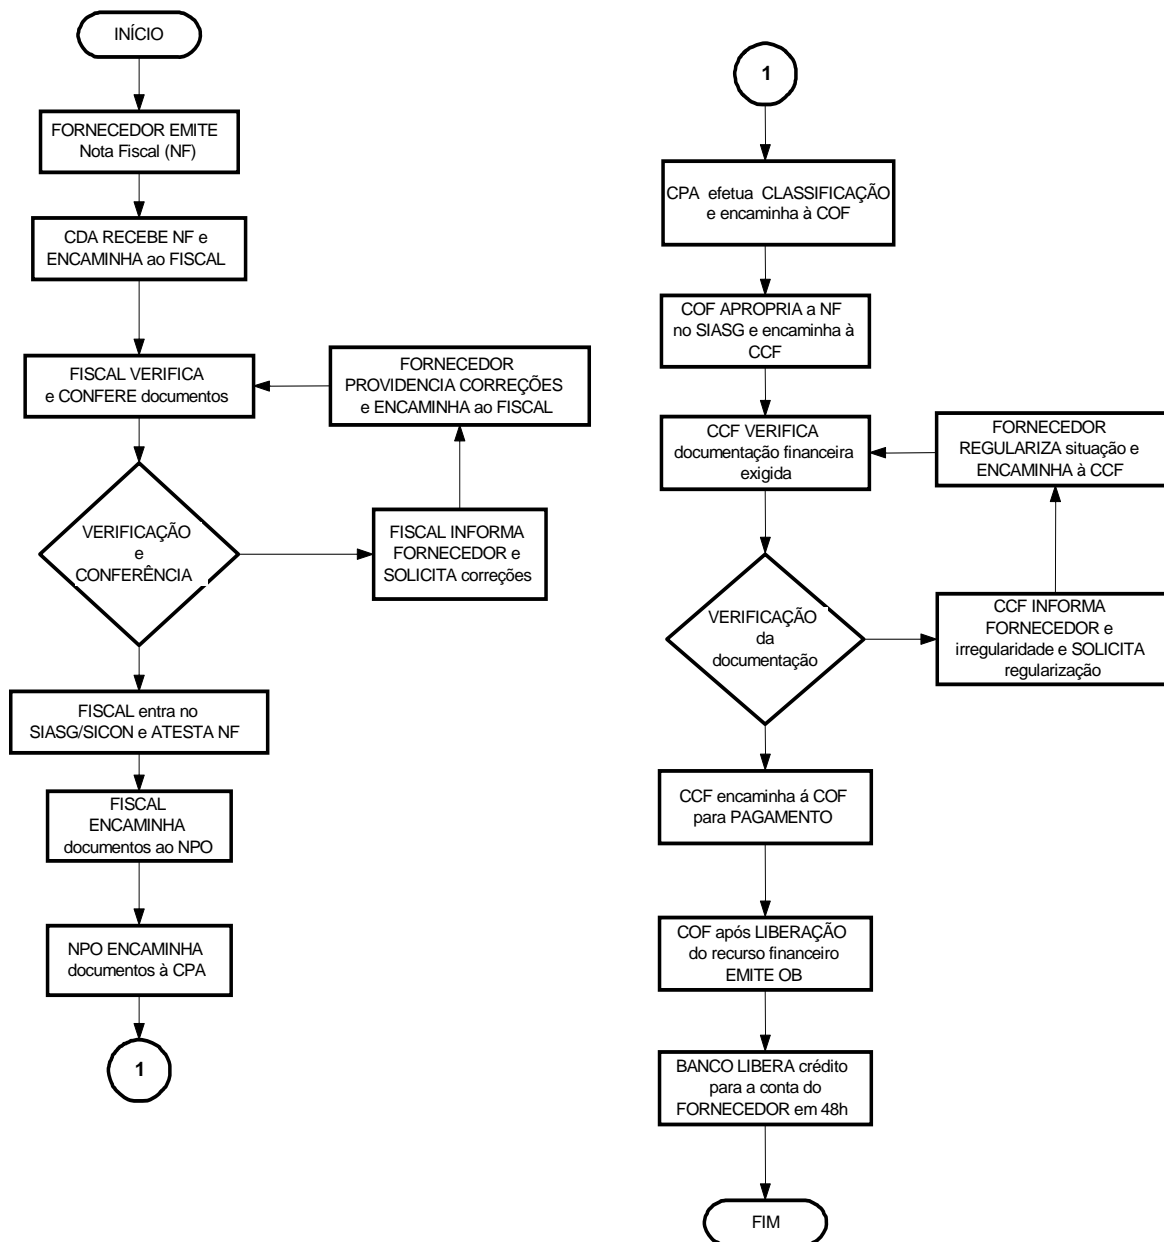 INÍCIO
FORNECEDOR EMITE
Nota Fiscal (NF)
CDA RECEBE NF e
ENCAMINHA ao FISCAL
FISCAL VERIFICA
e CONFERE documentos
FORNECEDOR
PROVIDENCIA CORREÇÕES
e ENCAMINHA ao FISCAL
VERIFICAÇÃO
e
CONFERÊNCIA
FISCAL INFORMA
FORNECEDOR e
SOLICITA correções
FISCAL entra no
SIASG/SICON e ATESTA NF
FISCAL
ENCAMINHA
documentos ao NPO
NPO ENCAMINHA
documentos à CPA
1
1
CPA efetua CLASSIFICAÇÃO
e encaminha à COF
COF APROPRIA a NF
no SIASG e encaminha à
CCF
CCF VERIFICA
documentação financeira
exigida
FORNECEDOR
REGULARIZA situação e
ENCAMINHA à CCF
VERIFICAÇÃO
da
documentação
CCF INFORMA
FORNECEDOR e
irregularidade e SOLICITA
regularização
CCF encaminha á COF
para PAGAMENTO
COF após LIBERAÇÃO
do recurso financeiro
EMITE OB
BANCO LIBERA crédito
para a conta do
FORNECEDOR em 48h
FIM